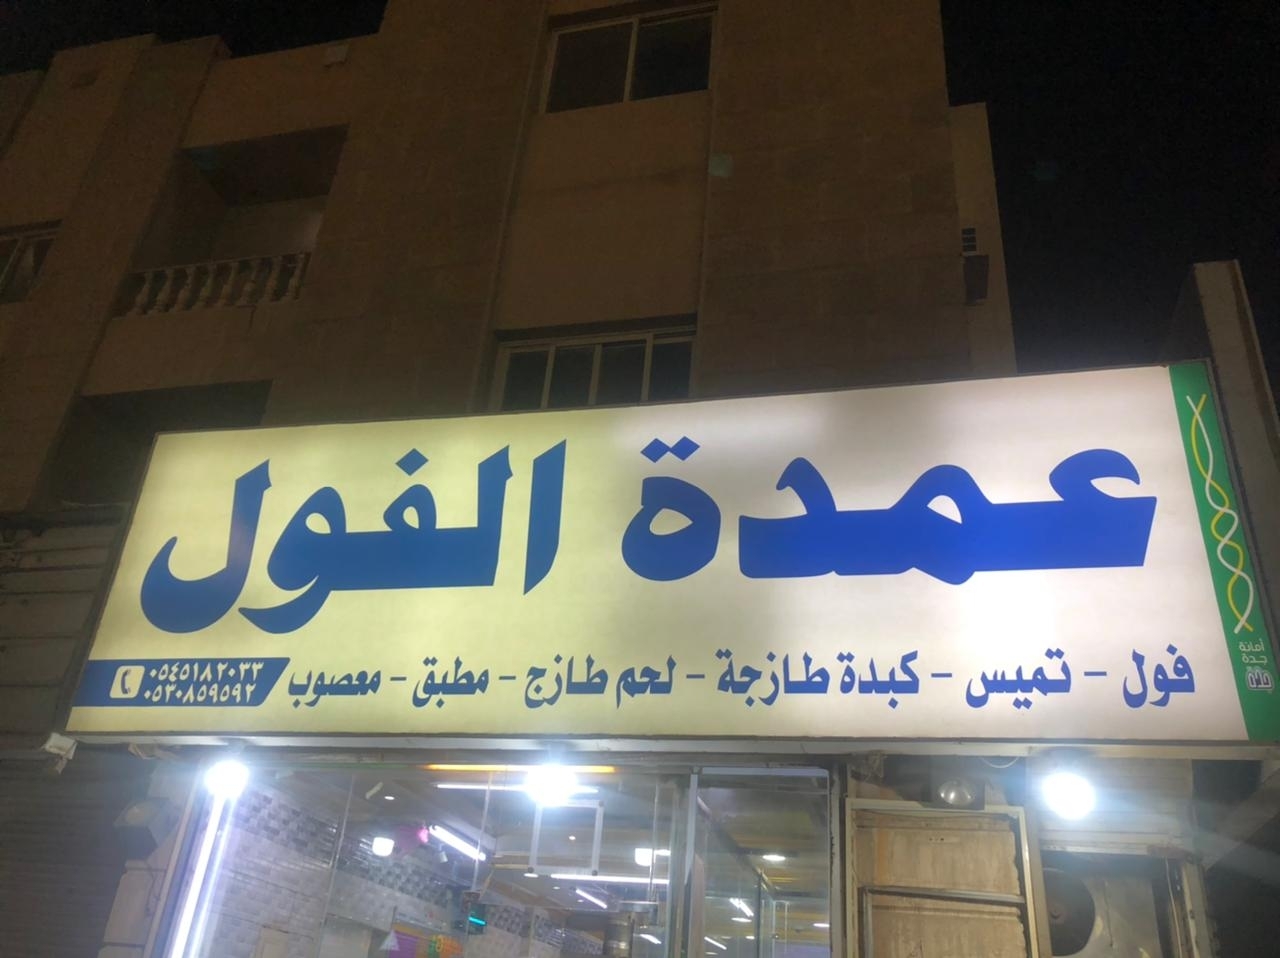 عمدة الفول
فول - تميس - كبدة طازجة - لحم طازج - مطبق - معصوب
٠٥٤٥١٨٢٠٣٣
٠٥٣٠٨٥٩٥٩٢
أمانة
جدة